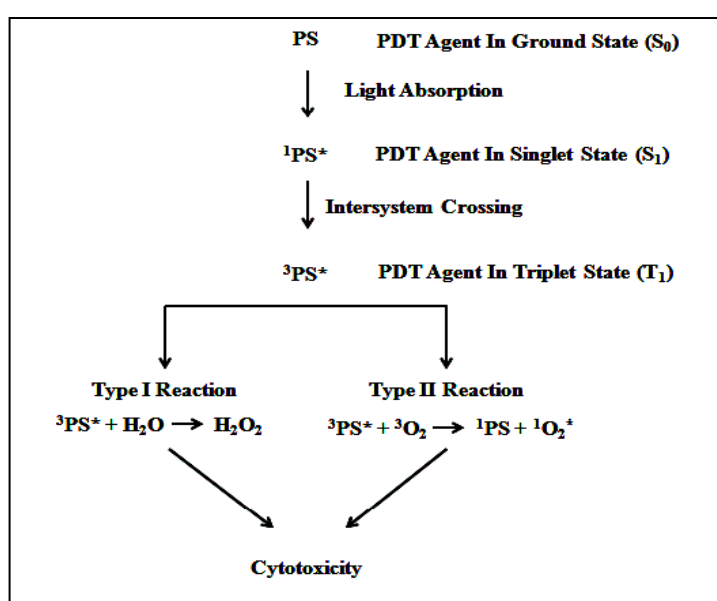 PS PDT Agent In Ground State (S₀)
Light Absorption
¹PS* PDT Agent In Singlet State (S₁)
Intersystem Crossing
³PS* PDT Agent In Triplet State (T₁)
Type I Reaction Type II Reaction
³PS* + H₂O → H₂O₂ ³PS* + ³O₂ → ¹PS + ¹O₂*
Cytotoxicity